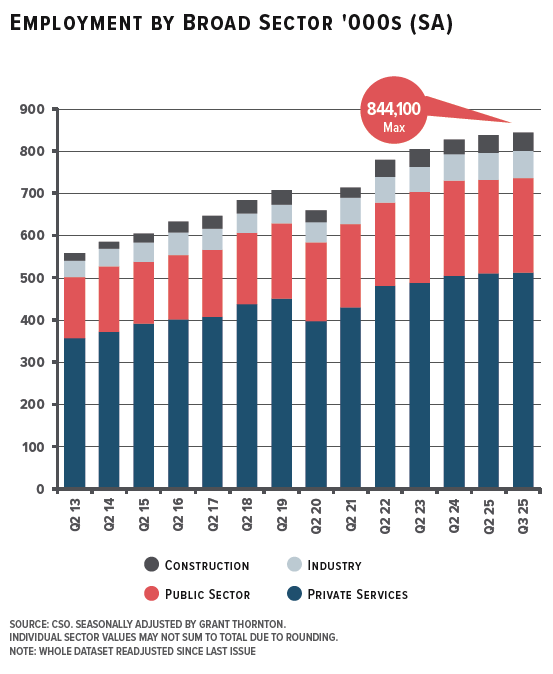 Employment by Broad Sector '000s (SA)
844,100
Max
900
800
700
600
500
400
300
200
100
0
Q2 13
Q2 14
Q2 15
Q2 16
Q2 17
Q2 18
Q2 19
Q2 20
Q2 21
Q2 22
Q2 23
Q2 24
Q2 25
Q3 25
Construction
Industry
Public Sector
Private Services
SOURCE: CSO. SEASONALLY ADJUSTED BY GRANT THORNTON.
INDIVIDUAL SECTOR VALUES MAY NOT SUM TO TOTAL DUE TO ROUNDING.
NOTE: WHOLE DATASET READJUSTED SINCE LAST ISSUE